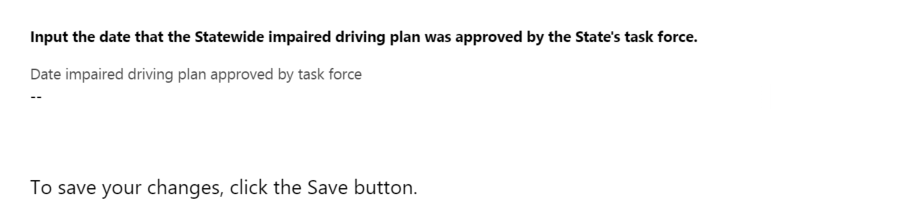 Input the date that the Statewide impaired driving plan was approved by the State's task force.
Date impaired driving plan approved by task force
--
To save your changes, click the Save button.